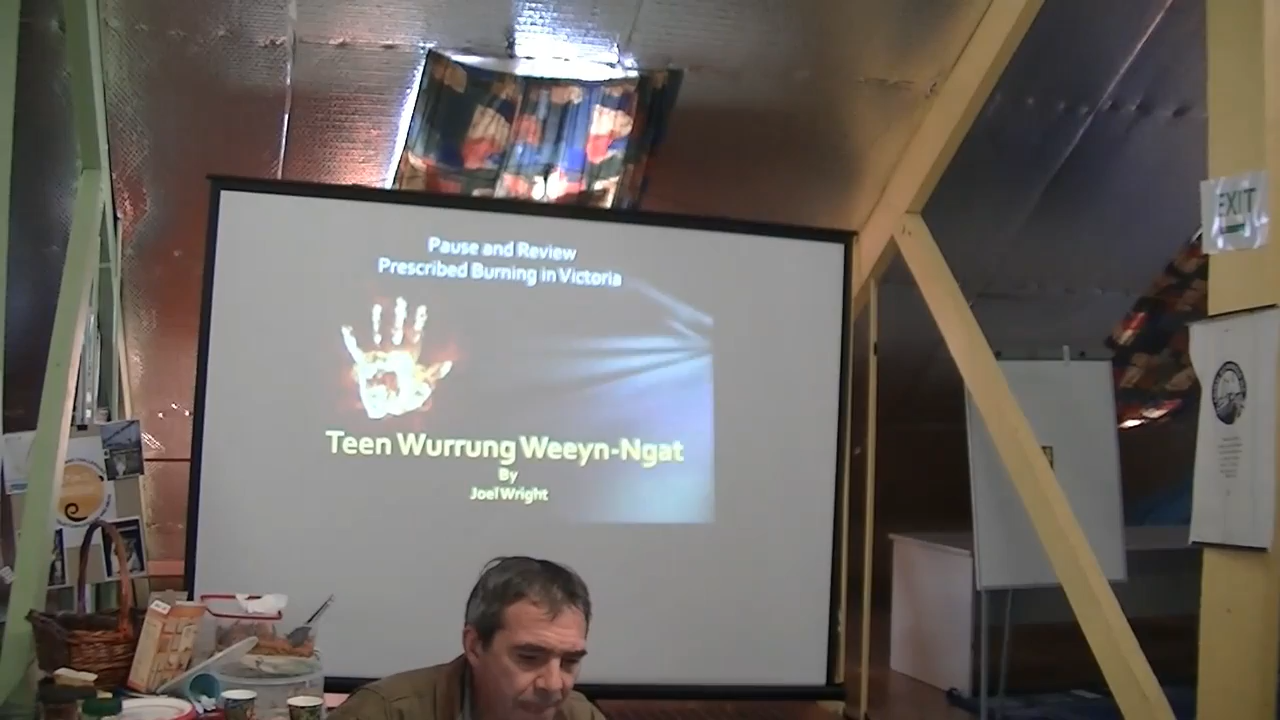 Pause and Review
Prescribed Burning in Victoria
Teen Wurrung Weeyn-Ngat
By
Joel Wright
EXIT